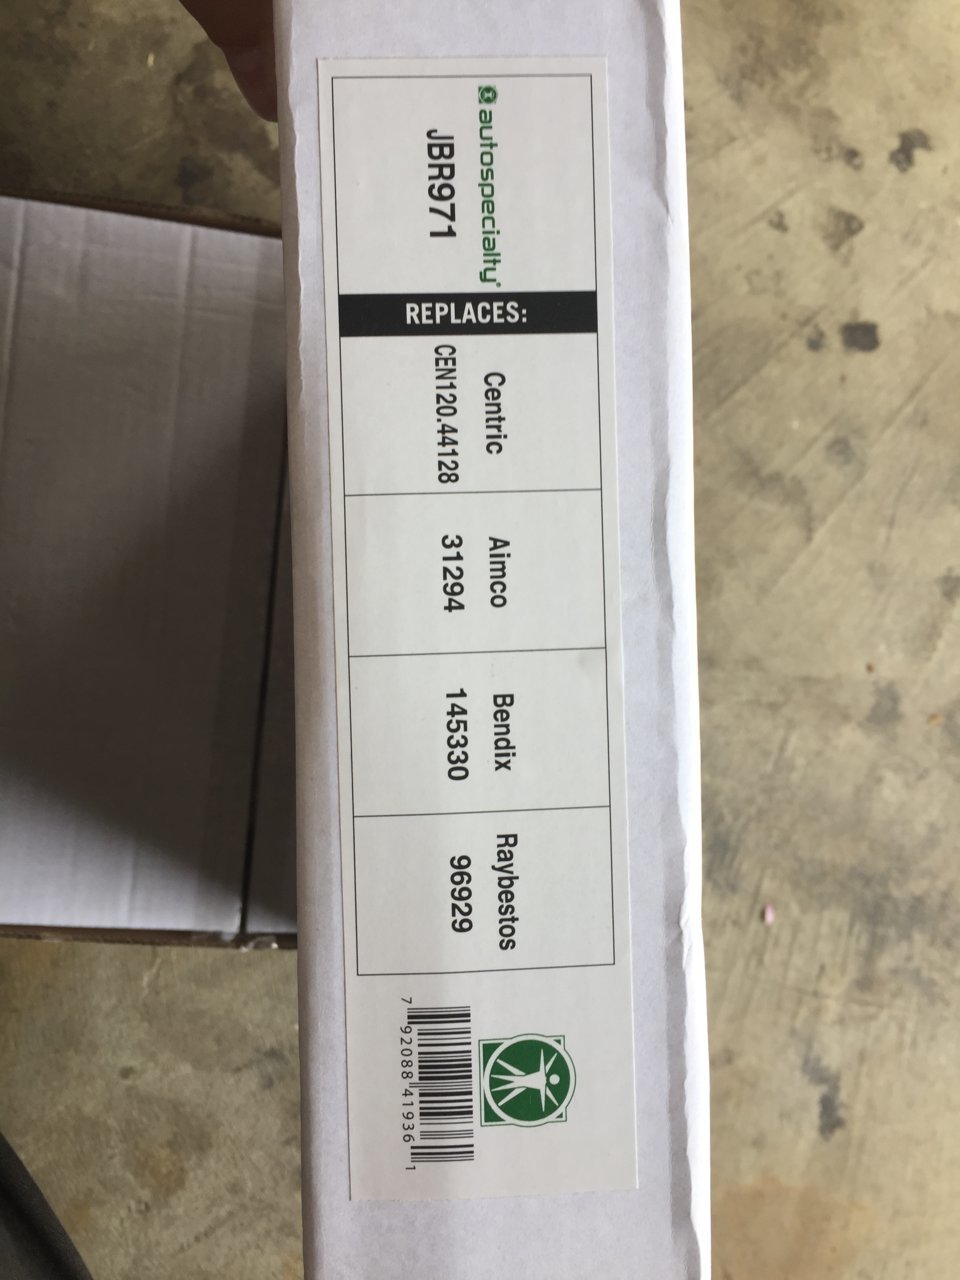 autospecialty®
JBR971
REPLACES:
Centric
CEN120.44128
Aimco
31294
Bendix
145330
Raybestos
96929
7 92088 41936 1